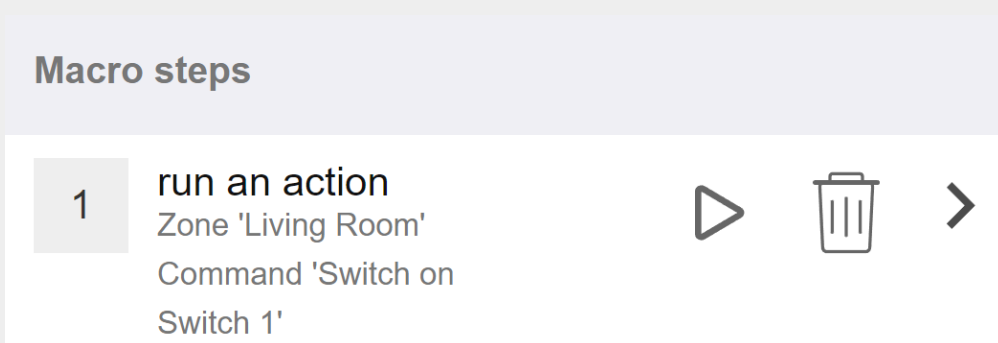 Macro steps
1
run an action
Zone 'Living Room'
Command 'Switch on
Switch 1'